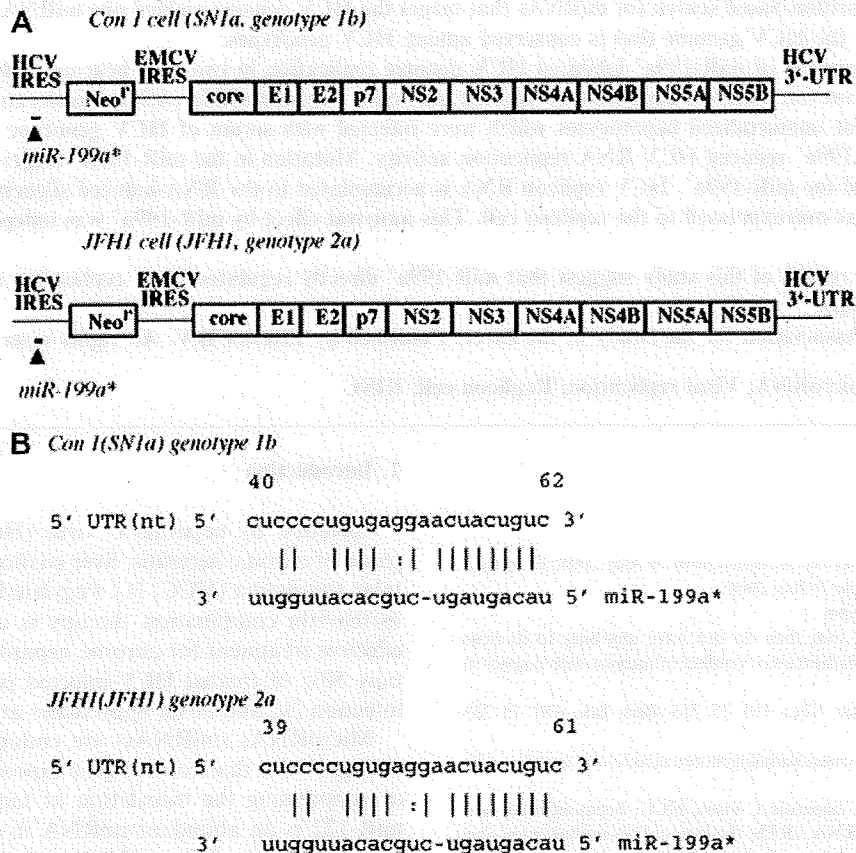 A Con 1 cell (SN1a, genotype 1b)
HCV IRES
EMCV IRES
HCV 3'-UTR
Neo^r core E1 E2 p7 NS2 NS3 NS4A NS4B NS5A NS5B
miR-199a*
JFH1 cell (JFH1, genotype 2a)
HCV IRES
EMCV IRES
HCV 3'-UTR
Neo^r core E1 E2 p7 NS2 NS3 NS4A NS4B NS5A NS5B
miR-199a*
B Con 1(SN1a) genotype 1b
40 62
5' UTR(nt) 5' cuccccugugaggaacuacuguc 3'
3' uugguuacacguc-ugaugacau 5' miR-199a*
JFH1(JFH1) genotype 2a
39 61
5' UTR(nt) 5' cuccccugugaggaacuacuguc 3'
3' uugguuacacguc-ugaugacau 5' miR-199a*